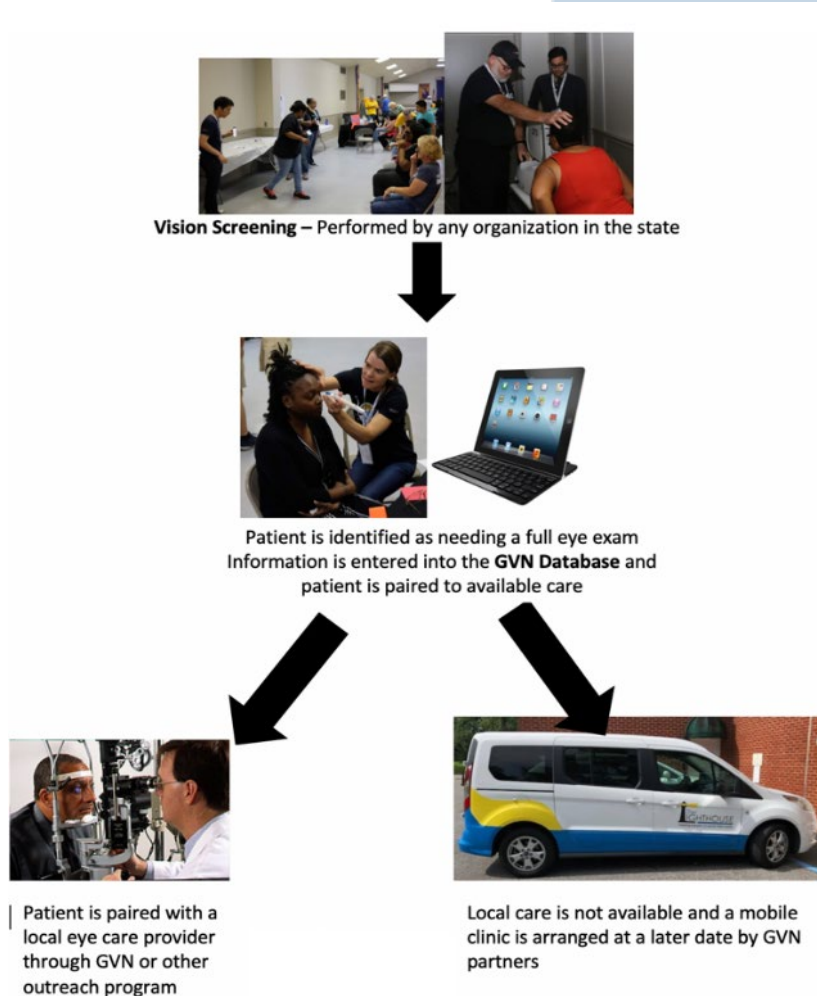 Vision Screening – Performed by any organization in the state
Patient is identified as needing a full eye exam
Information is entered into the GVN Database and
patient is paired to available care
LIGHTHOUSE
Patient is paired with a
local eye care provider
through GVN or other
outreach program
Local care is not available and a mobile
clinic is arranged at a later date by GVN
partners